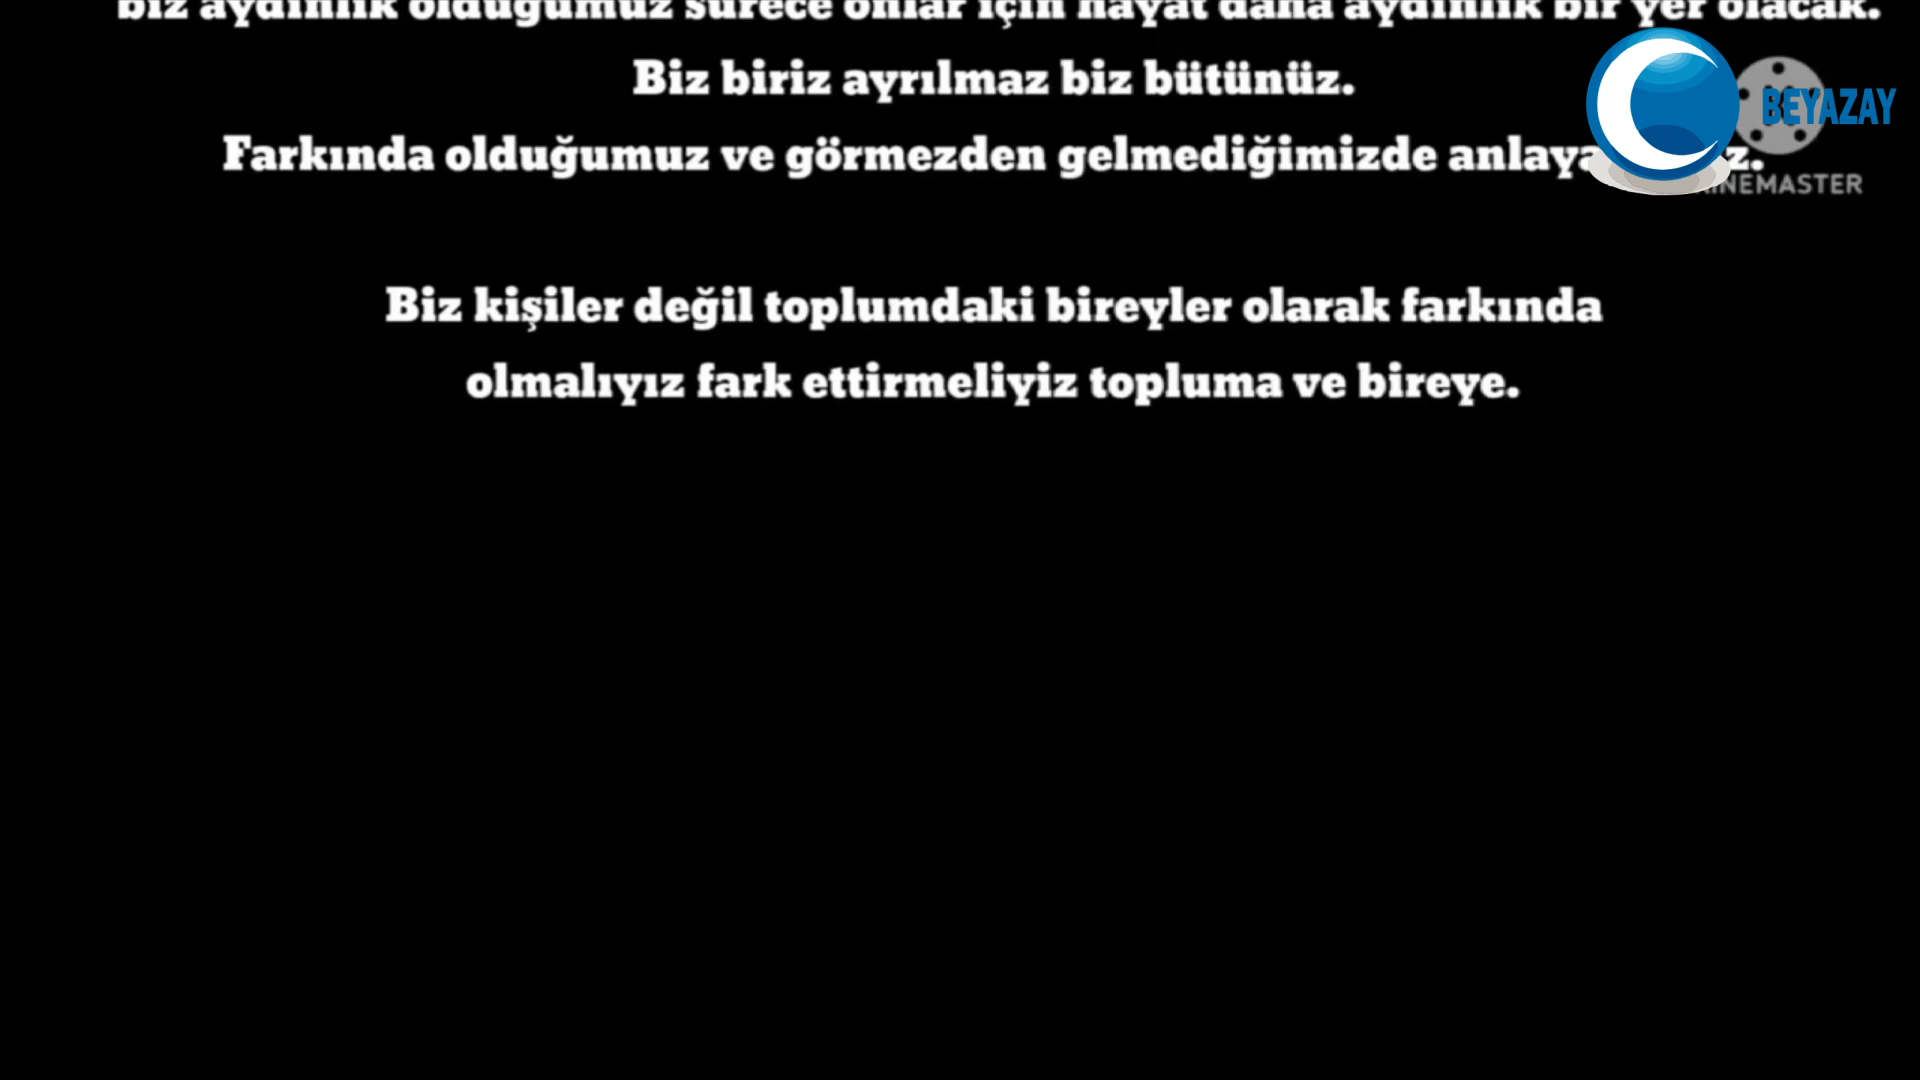 biz aydınlık olduğumuz sürece onlar için hayat daha aydınlık bir yer olacak.
Biz biriz ayrılmaz biz bütünüz.
BEYAZAY
Farkında olduğumuz ve görmezden gelmediğimizde
KINEMASTER
Biz kişiler değil toplumdaki bireyler olarak farkında
olmalıyız fark ettirmeliyiz topluma ve bireye.